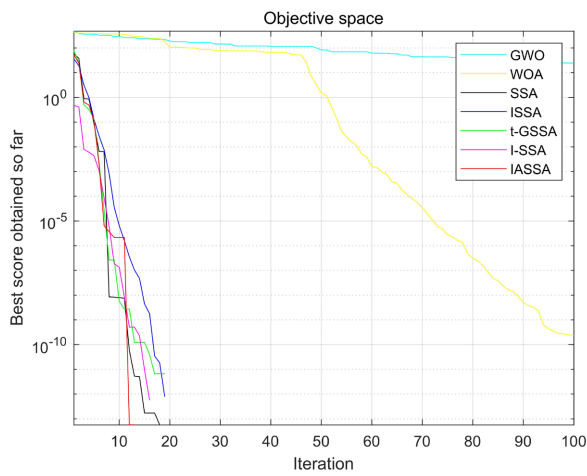 Objective space
GWO
WOA
SSA
ISSA
t-GSSA
I-SSA
IASSA
Best score obtained so far
10^0
10^-5
10^-10
10 20 30 40 50 60 70 80 90 100
Iteration